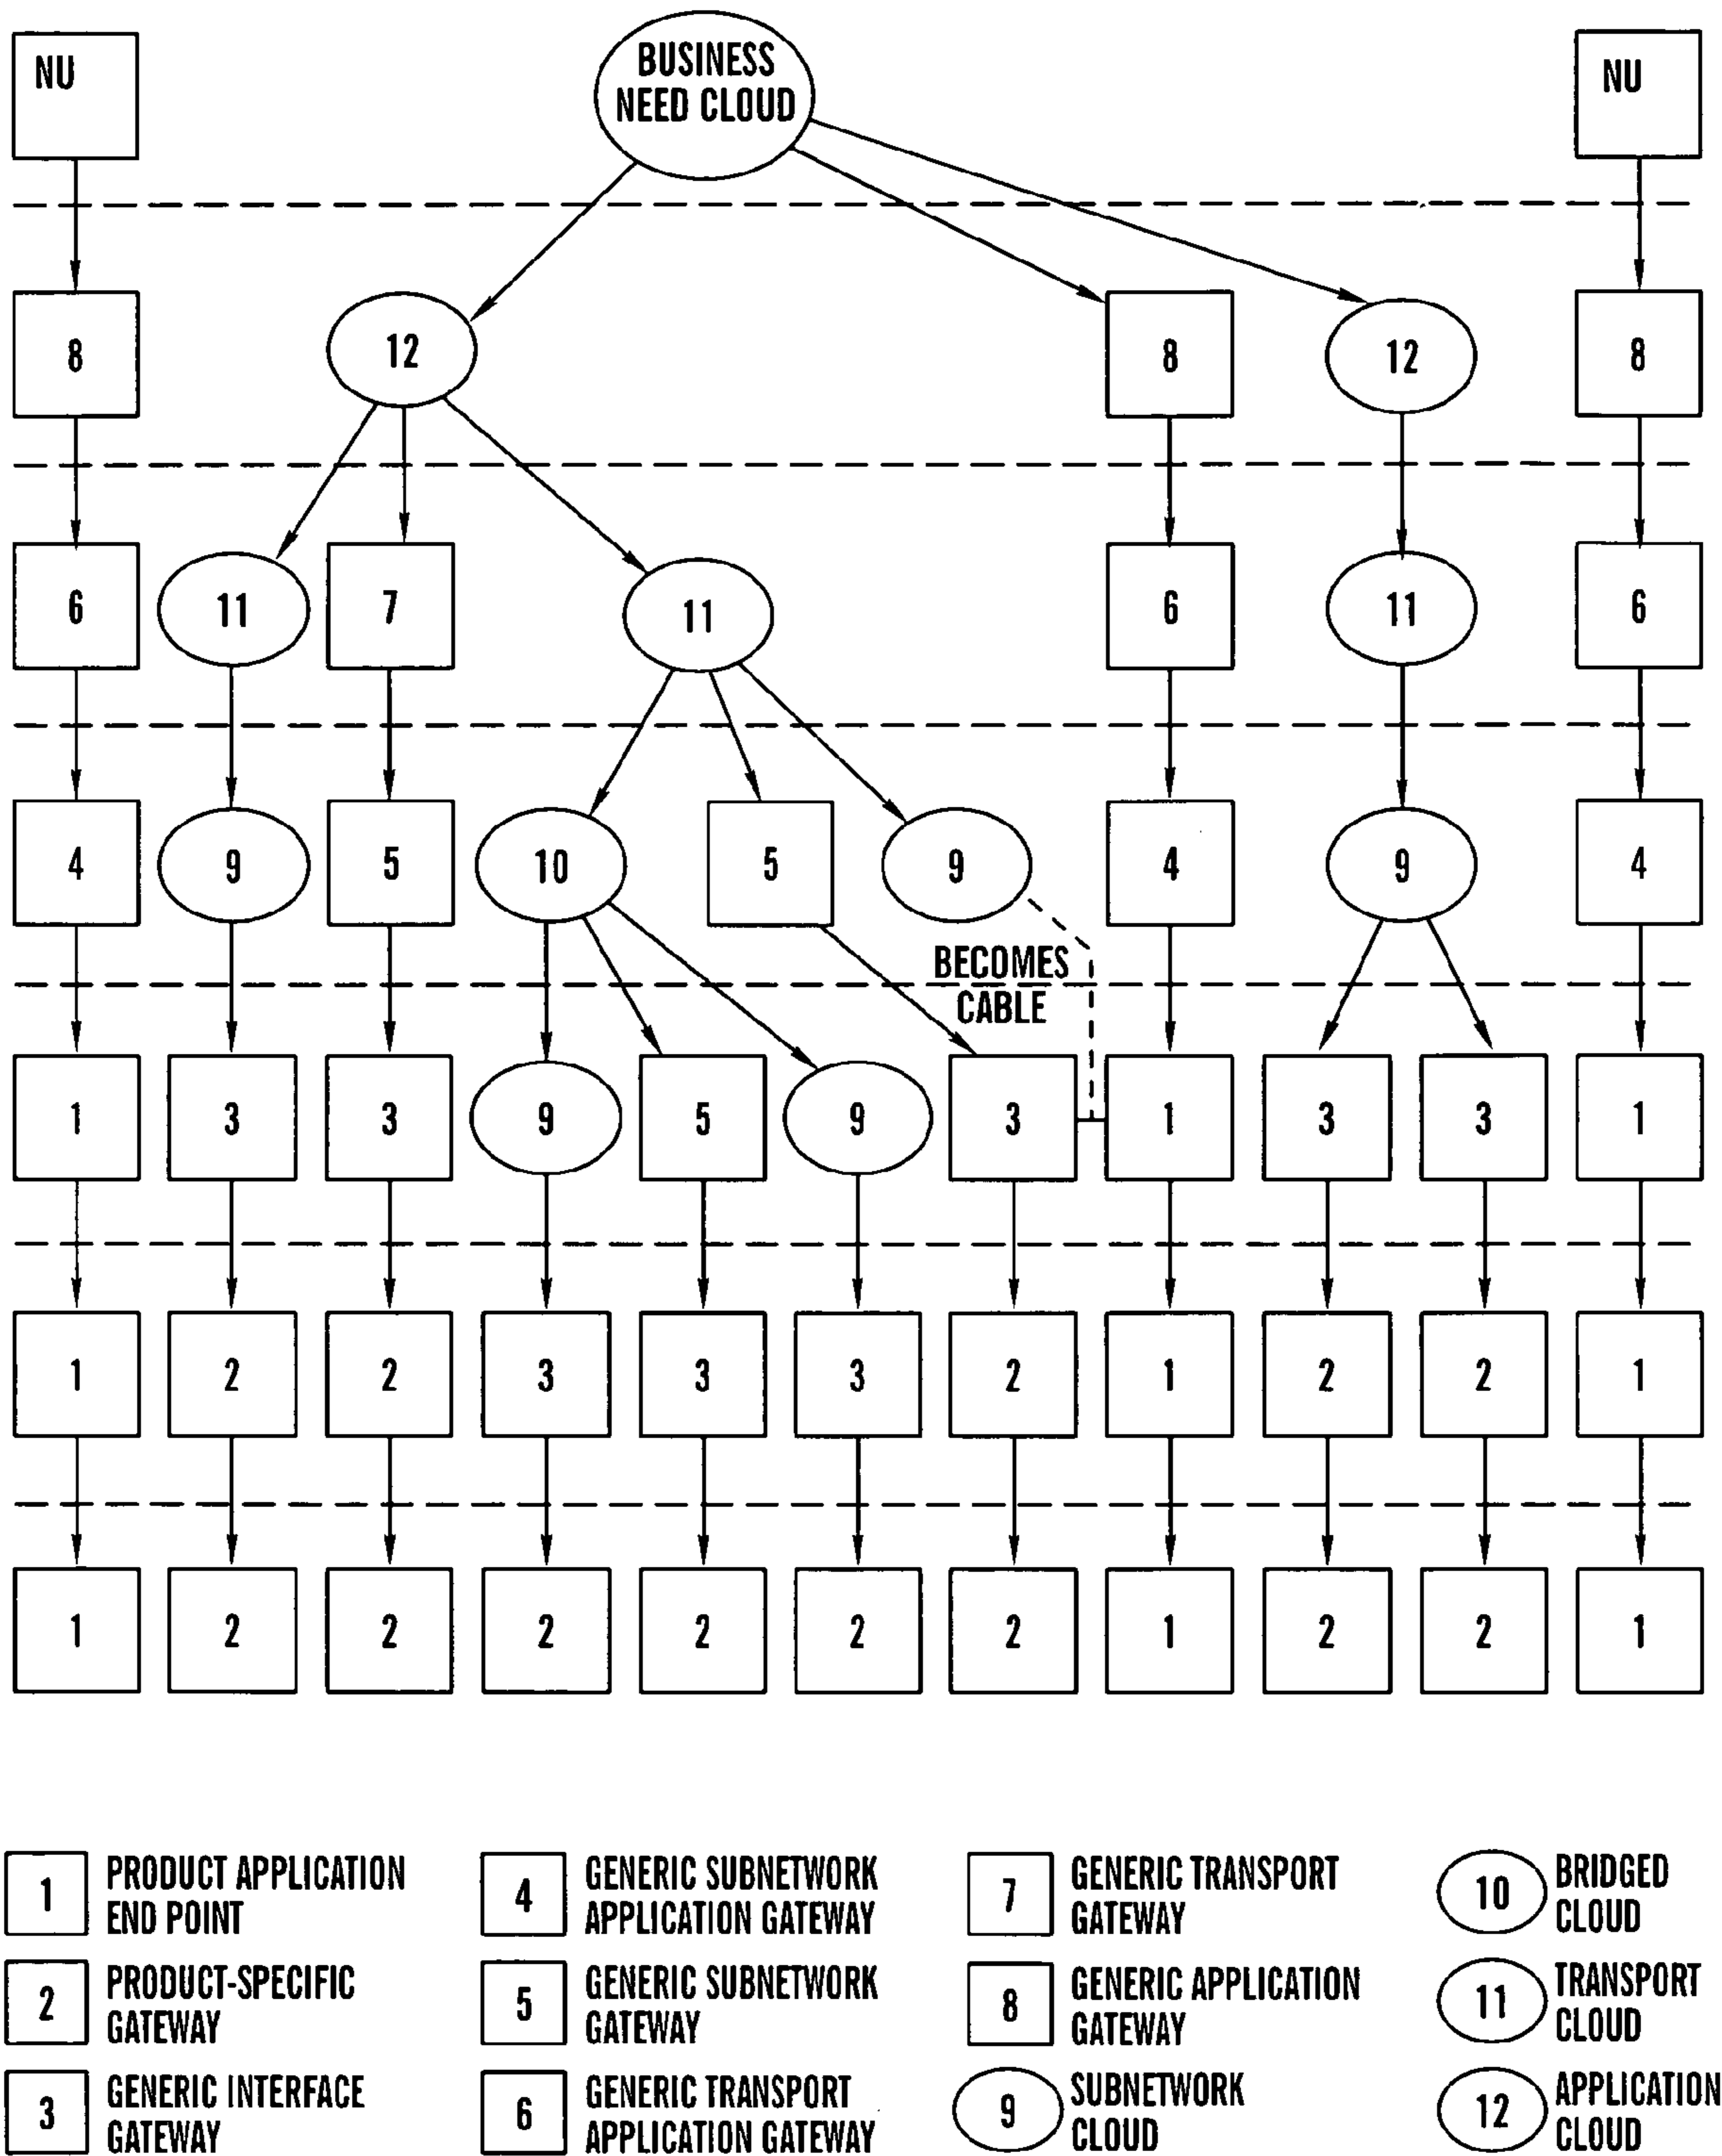 NU
BUSINESS
NEED CLOUD
NU
8
12
8
12
8
6
11
7
11
6
11
6
4
9
5
10
5
9
4
9
4
BECOMES
CABLE
1
3
3
9
5
9
3
1
3
3
1
1
2
2
3
3
3
2
1
2
2
1
1
2
2
2
2
2
2
1
2
2
1
1 PRODUCT APPLICATION
END POINT
2 PRODUCT-SPECIFIC
GATEWAY
3 GENERIC INTERFACE
GATEWAY
4 GENERIC SUBNETWORK
APPLICATION GATEWAY
5 GENERIC SUBNETWORK
GATEWAY
6 GENERIC TRANSPORT
APPLICATION GATEWAY
7 GENERIC TRANSPORT
GATEWAY
8 GENERIC APPLICATION
GATEWAY
9 SUBNETWORK
CLOUD
10 BRIDGED
CLOUD
11 TRANSPORT
CLOUD
12 APPLICATION
CLOUD